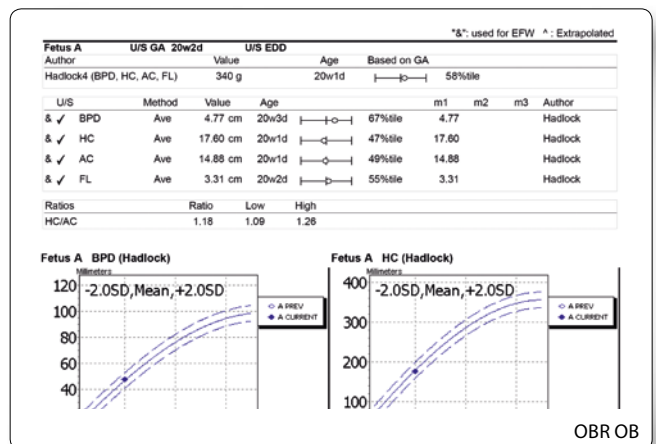 "&": used for EFW ^ : Extrapolated
Fetus A U/S GA 20w2d U/S EDD
Author Value Age Based on GA
Hadlock4 (BPD, HC, AC, FL) 340 g 20w1d 58%tile
U/S Method Value Age m1 m2 m3 Author
& ✓ BPD Ave 4.77 cm 20w3d 67%tile 4.77 Hadlock
& ✓ HC Ave 17.60 cm 20w1d 47%tile 17.60 Hadlock
& ✓ AC Ave 14.88 cm 20w1d 49%tile 14.88 Hadlock
& ✓ FL Ave 3.31 cm 20w2d 55%tile 3.31 Hadlock
Ratios Ratio Low High
HC/AC 1.18 1.09 1.26
Fetus A BPD (Hadlock)
Millimeters
-2.0SD,Mean,+2.0SD
120
100
80
60
40
A PREV
A CURRENT
Fetus A HC (Hadlock)
Millimeters
-2.0SD,Mean,+2.0SD
400
300
200
100
A PREV
A CURRENT
OBR OB